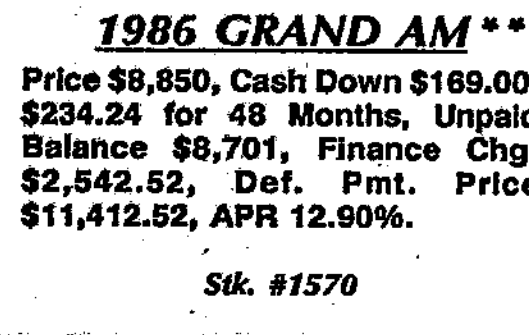 1986 GRAND AM**
Price $8,850, Cash Down $169.00
$234.24 for 48 Months, Unpaid
Balance $8,701, Finance Chg.
$2,542.52, Def. Pmt. Price
$11,412.52, APR 12.90%.
Stk. #1570